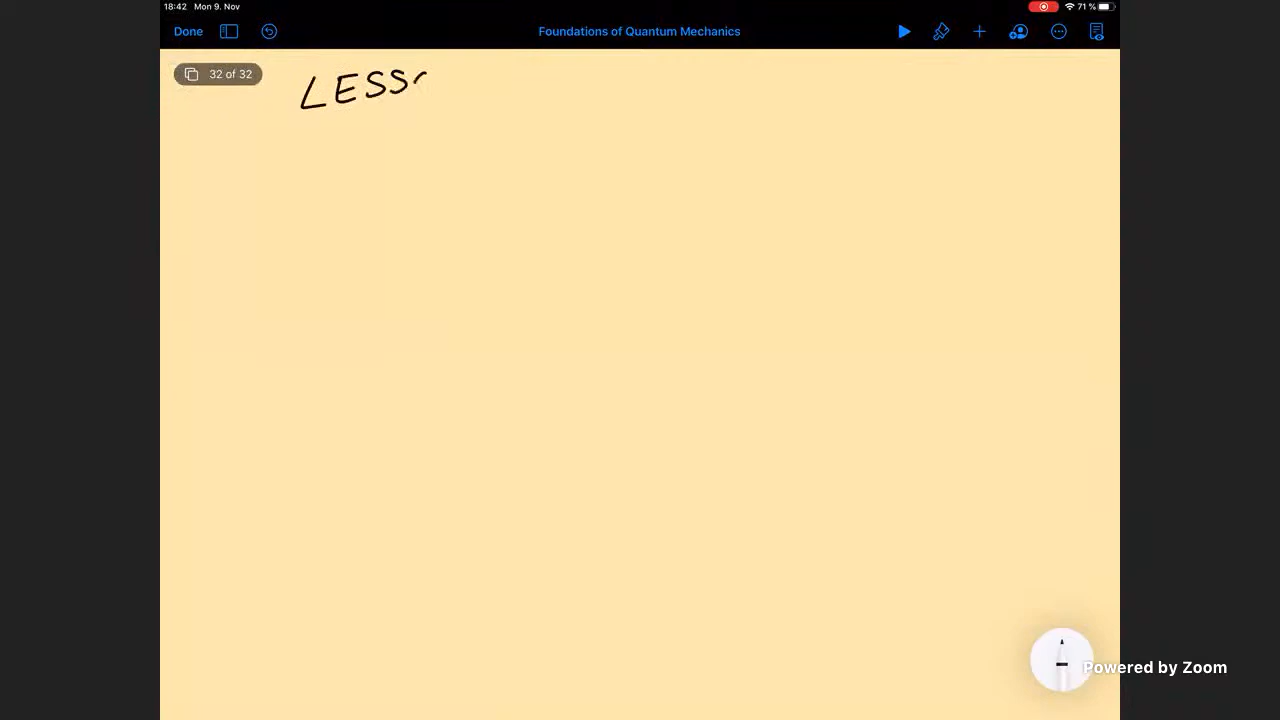 18:42 Mon 9. Nov 71 %
Done Foundations of Quantum Mechanics
32 of 32
LESS
Powered by Zoom